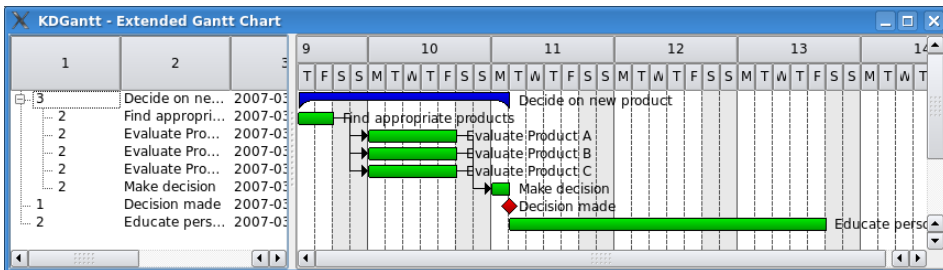 KDGantt - Extended Gantt Chart
1 2 3 9 10 11 12 13 14
T F S S M T W T F S S M T W T F S S M T W T F S S M T W T F S S M T W T
3 Decide on ne... 2007-03 Decide on new product
2 Find appropri... 2007-03 Find appropriate products
2 Evaluate Pro... 2007-03 Evaluate Product A
2 Evaluate Pro... 2007-03 Evaluate Product B
2 Evaluate Pro... 2007-03 Evaluate Product C
2 Make decision 2007-03 Make decision
1 Decision made 2007-03 Decision made
2 Educate pers... 2007-03 Educate perso